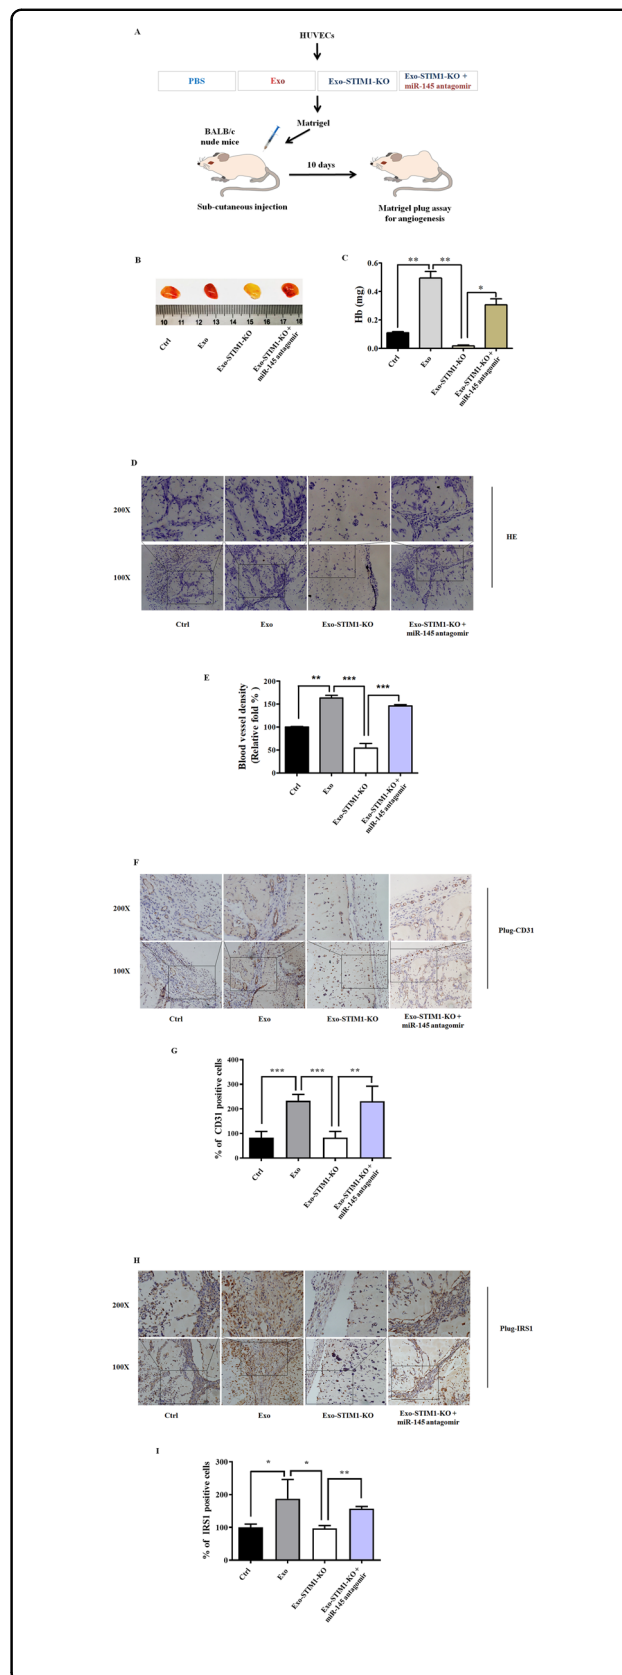 A
HUVECs
PBS
Exo
Exo-STIM1-KO
Exo-STIM1-KO +
miR-145 antagomir
Matrigel
BALB/c
nude mice
10 days
Sub-cutaneous injection
Matrigel plug assay
for angiogenesis
B
10 11 12 13 14 15 16 17 18
Ctrl
Exo
Exo-STIM1-KO
Exo-STIM1-KO +
miR-145 antagomir
C
Hb (mg)
0.6
0.4
0.2
0.0
**
**
*
Ctrl
Exo
Exo-STIM1-KO
Exo-STIM1-KO +
miR-145 antagomir
D
200X
100X
HE
Ctrl
Exo
Exo-STIM1-KO
Exo-STIM1-KO +
miR-145 antagomir
E
Blood vessel density
(Relative fold % )
200
150
100
50
0
**
***
***
Ctrl
Exo
Exo-STIM1-KO
Exo-STIM1-KO +
miR-145 antagomir
F
200X
100X
Plug-CD31
Ctrl
Exo
Exo-STIM1-KO
Exo-STIM1-KO +
miR-145 antagomir
G
% of CD31 positive cells
400
300
200
100
0
***
***
**
Ctrl
Exo
Exo-STIM1-KO
Exo-STIM1-KO +
miR-145 antagomir
H
200X
100X
Plug-IRS1
Ctrl
Exo
Exo-STIM1-KO
Exo-STIM1-KO +
miR-145 antagomir
I
% of IRS1 positive cells
300
200
100
0
*
*
**
Ctrl
Exo
Exo-STIM1-KO
Exo-STIM1-KO +
miR-145 antagomir